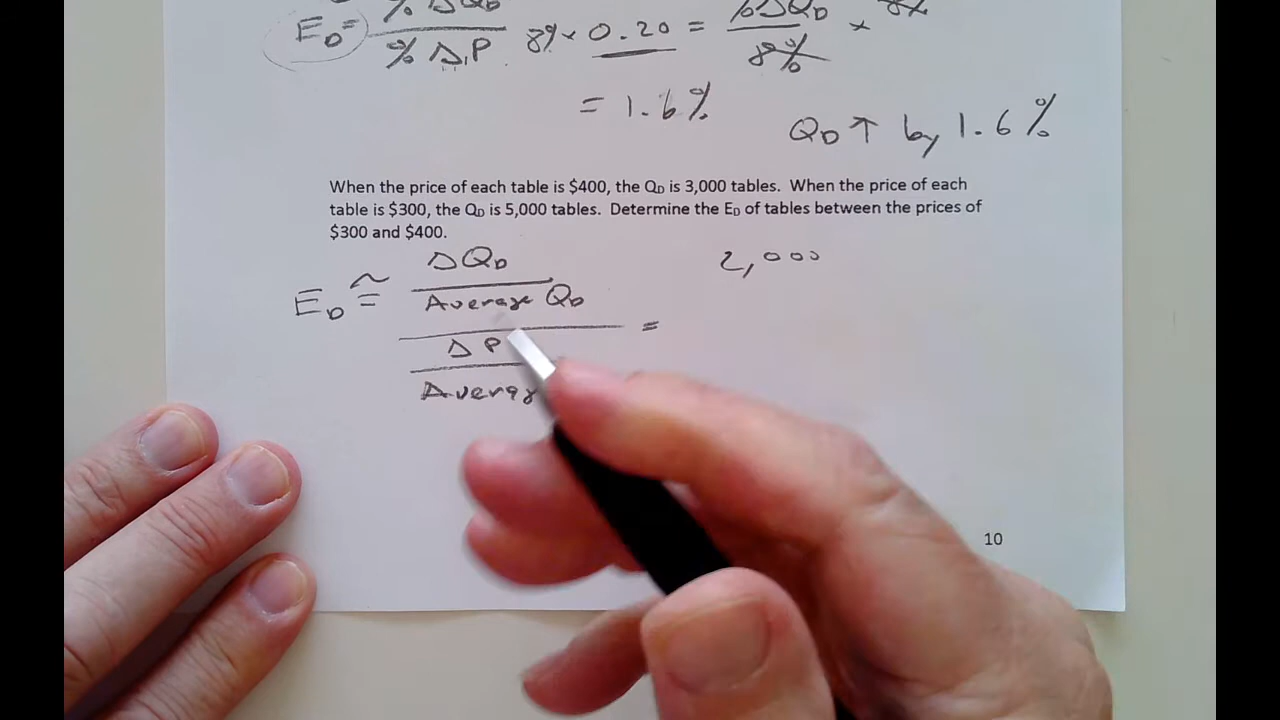 E_D = % ΔQ_D / % ΔP 8% × 0.20 = %ΔQ_D / 8% × 8%
= 1.6%
Q_D ↑ by 1.6%
When the price of each table is $400, the Q_D is 3,000 tables. When the price of each
table is $300, the Q_D is 5,000 tables. Determine the E_D of tables between the prices of
$300 and $400.
ΔQ_D 2,000
E_D ≅ Average Q_D
=
Δ P
Averag
10